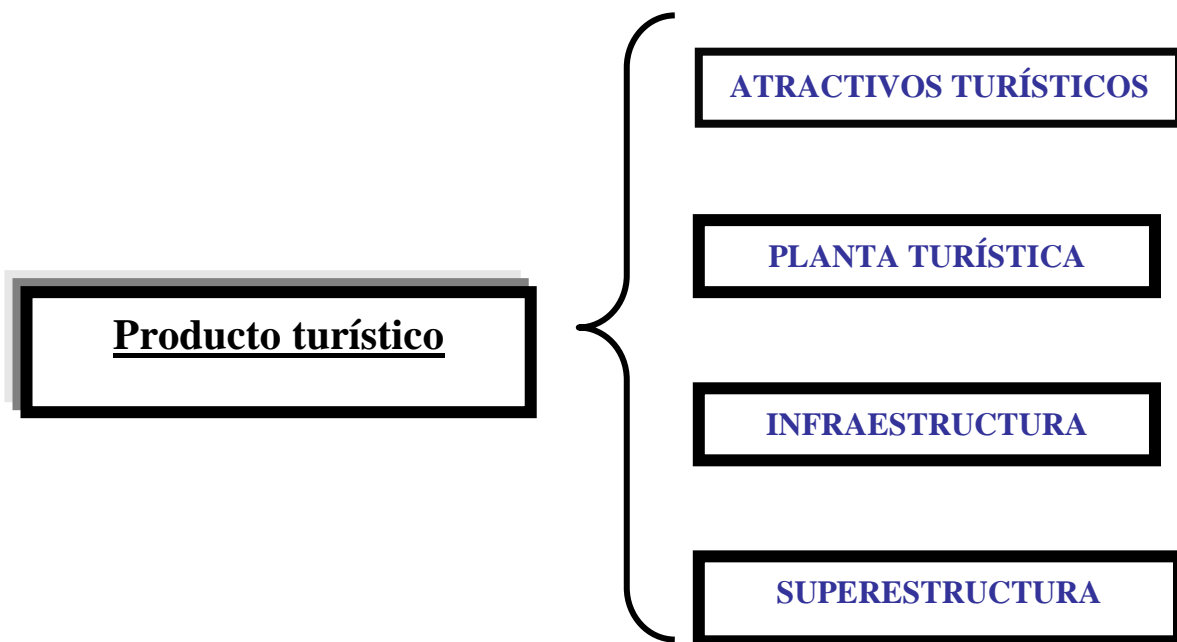 ATRACTIVOS TURÍSTICOS
PLANTA TURÍSTICA
Producto turístico
INFRAESTRUCTURA
SUPERESTRUCTURA